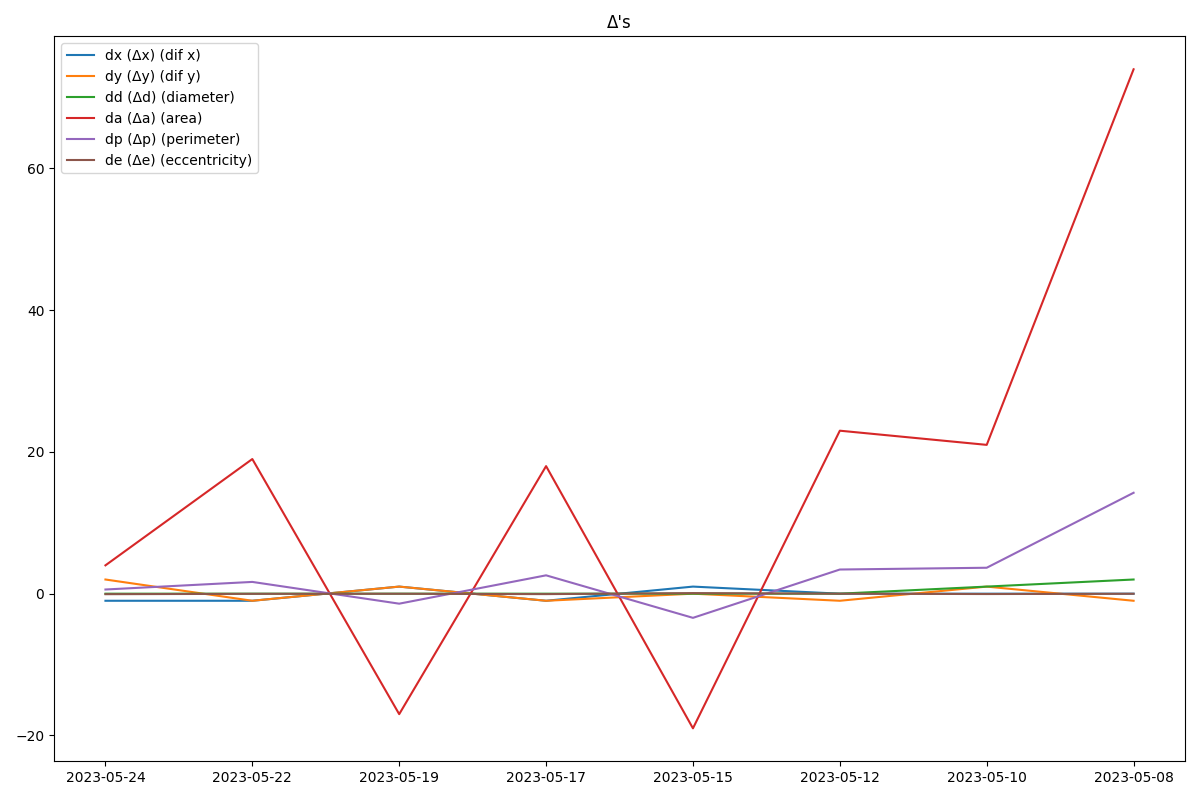 Δ's
dx (Δx) (dif x)
dy (Δy) (dif y)
dd (Δd) (diameter)
da (Δa) (area)
dp (Δp) (perimeter)
de (Δe) (eccentricity)
60
40
20
0
−20
2023-05-24 2023-05-22 2023-05-19 2023-05-17 2023-05-15 2023-05-12 2023-05-10 2023-05-08